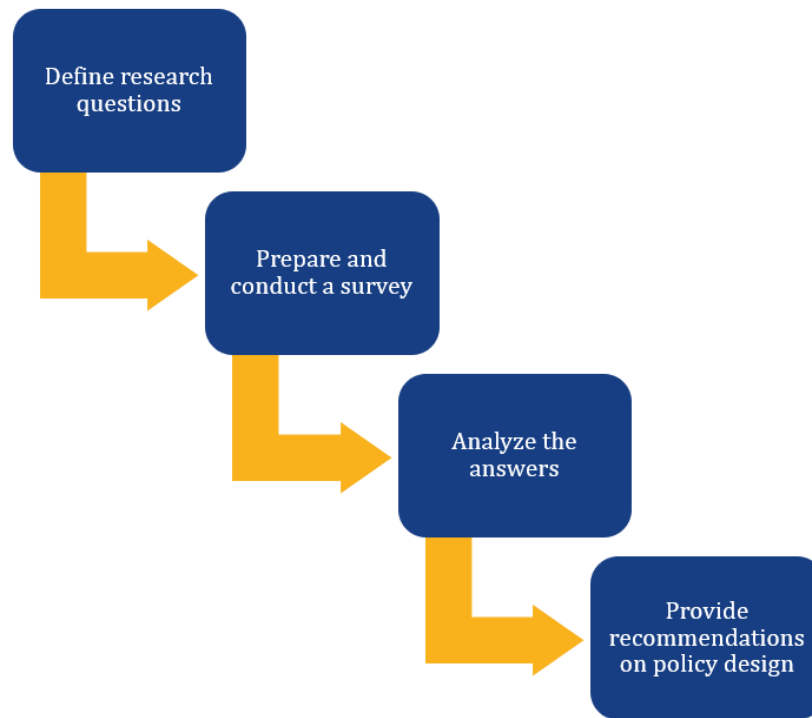 Define research
questions
Prepare and
conduct a survey
Analyze the
answers
Provide
recommendations
on policy design